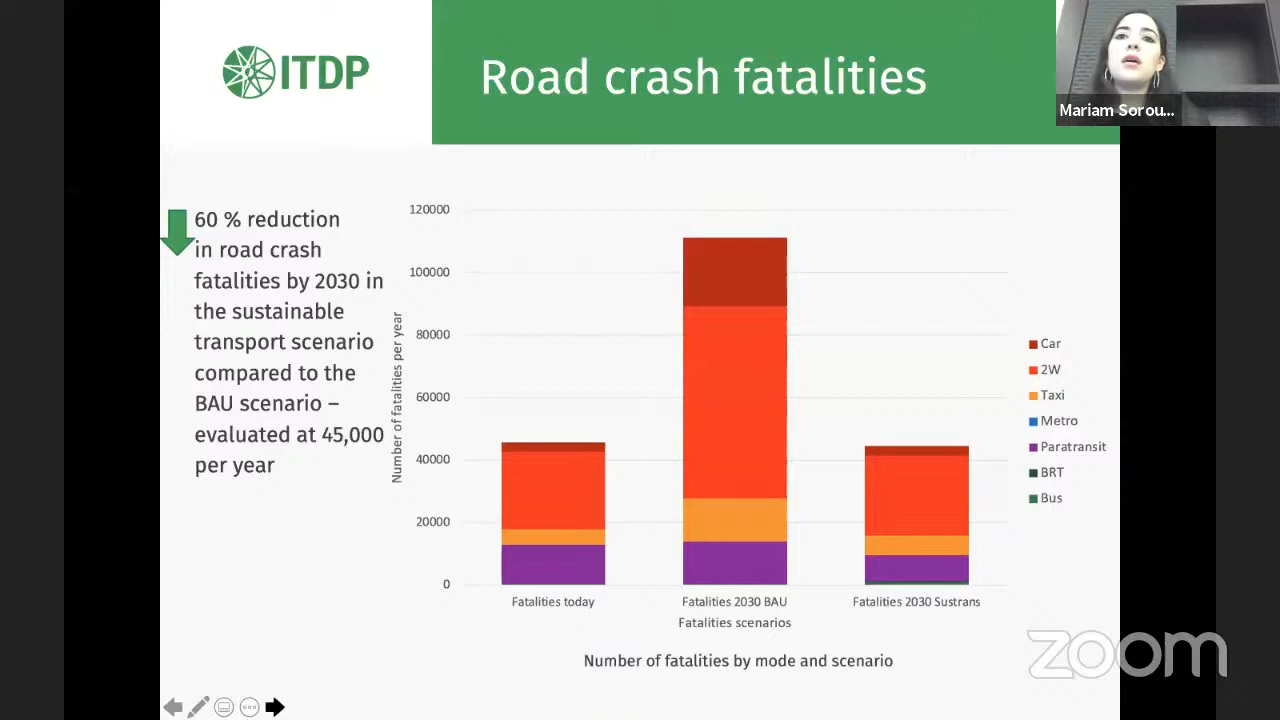 ITDP
Road crash fatalities
Mariam Sorou...
60 % reduction
in road crash
fatalities by 2030 in
the sustainable
transport scenario
compared to the
BAU scenario –
evaluated at 45,000
per year
Number of fatalities per year
120000
100000
80000
60000
40000
20000
0
Fatalities today
Fatalities 2030 BAU
Fatalities 2030 Sustrans
Fatalities scenarios
Car
2W
Taxi
Metro
Paratransit
BRT
Bus
Number of fatalities by mode and scenario
zoom